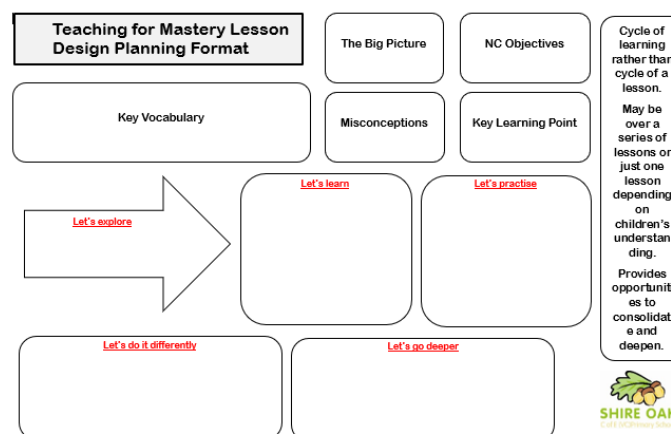 Teaching for Mastery Lesson
Design Planning Format
The Big Picture
NC Objectives
Key Vocabulary
Misconceptions
Key Learning Point
Let's explore
Let's learn
Let's practise
Let's do it differently
Let's go deeper
Cycle of
learning
rather than
cycle of a
lesson.
May be
over a
series of
lessons or
just one
lesson
depending
on
children's
understan
ding.
Provides
opportuniti
es to
consolidat
e and
deepen.
SHIRE OAK